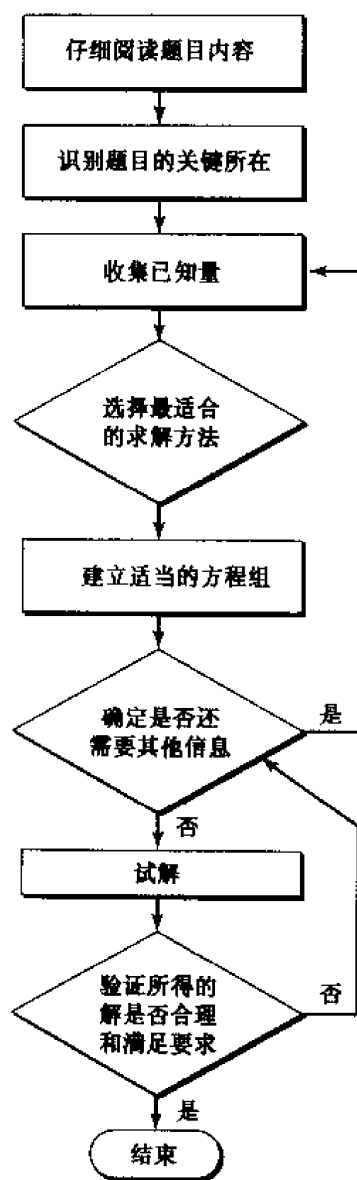 仔细阅读题目内容
识别题目的关键所在
收集已知量
选择最适合
的求解方法
建立适当的方程组
确定是否还
需要其他信息
是
否
试解
验证所得的
解是否合理
和满足要求
否
是
结束